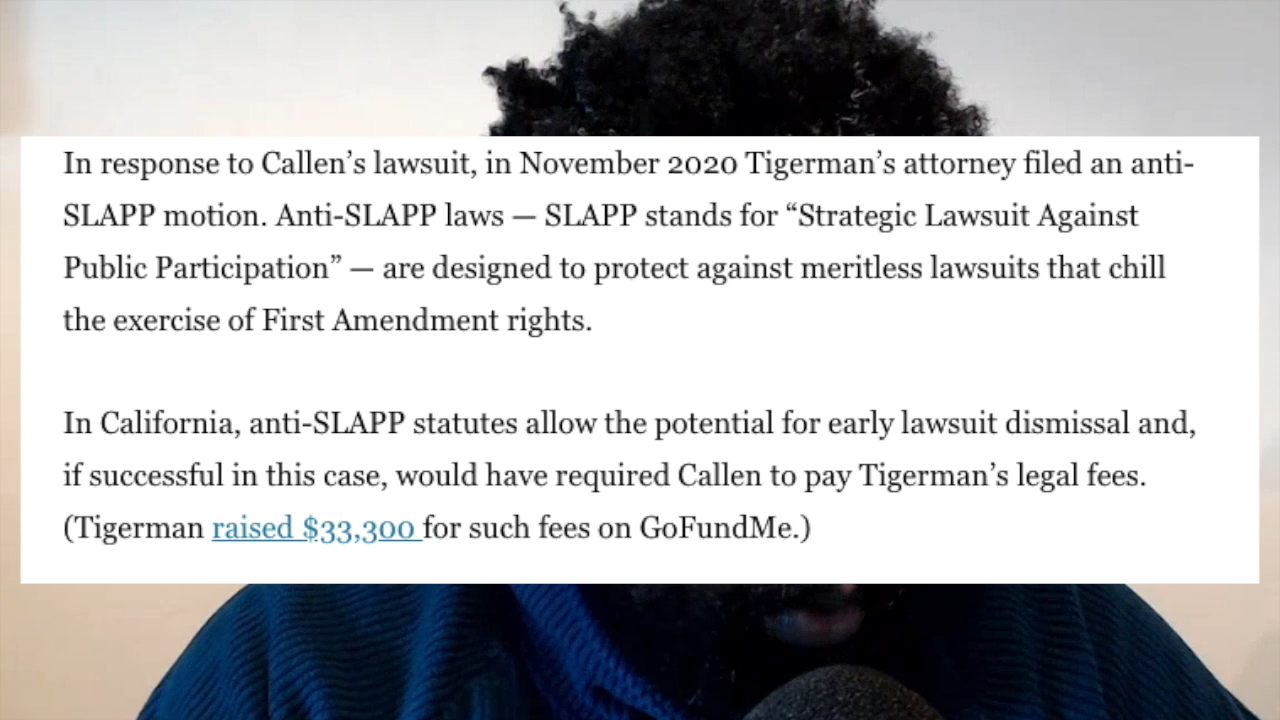 In response to Callen’s lawsuit, in November 2020 Tigerman’s attorney filed an anti-
SLAPP motion. Anti-SLAPP laws — SLAPP stands for “Strategic Lawsuit Against
Public Participation” — are designed to protect against meritless lawsuits that chill
the exercise of First Amendment rights.
In California, anti-SLAPP statutes allow the potential for early lawsuit dismissal and,
if successful in this case, would have required Callen to pay Tigerman’s legal fees.
(Tigerman raised $33,300 for such fees on GoFundMe.)